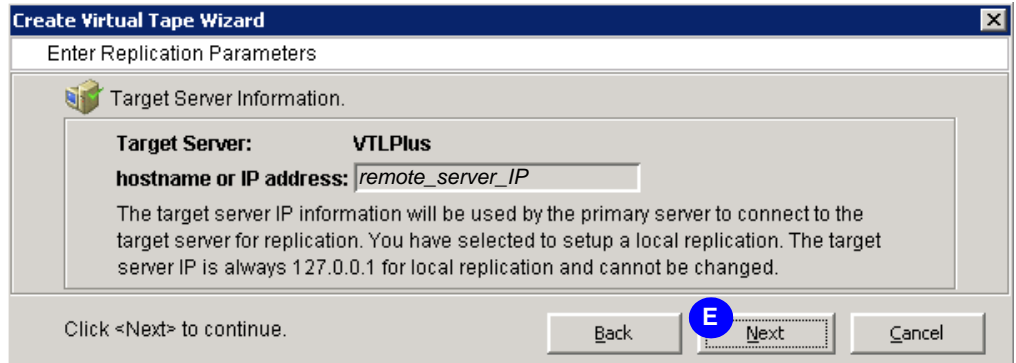 Create Virtual Tape Wizard
Enter Replication Parameters
Target Server Information.
Target Server: VTLPlus
hostname or IP address: remote_server_IP
The target server IP information will be used by the primary server to connect to the
target server for replication. You have selected to setup a local replication. The target
server IP is always 127.0.0.1 for local replication and cannot be changed.
Click <Next> to continue. Back E Next Cancel